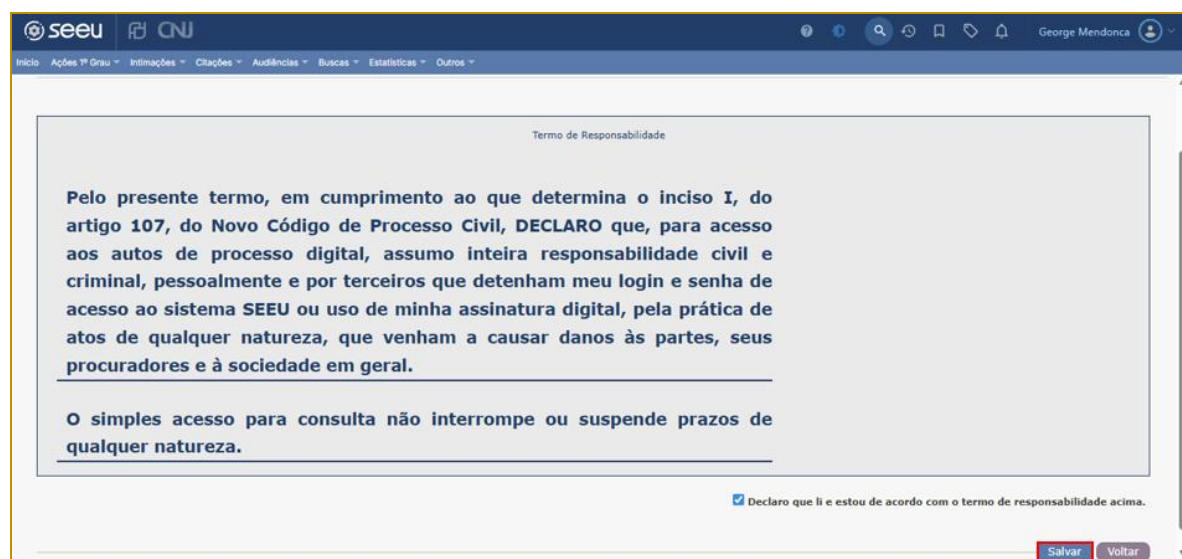 seeu CNJ George Mendonca
Início Ações 1º Grau Intimações Citações Audiências Buscas Estatísticas Outros
Termo de Responsabilidade
Pelo presente termo, em cumprimento ao que determina o inciso I, do
artigo 107, do Novo Código de Processo Civil, DECLARO que, para acesso
aos autos de processo digital, assumo inteira responsabilidade civil e
criminal, pessoalmente e por terceiros que detenham meu login e senha de
acesso ao sistema SEEU ou uso de minha assinatura digital, pela prática de
atos de qualquer natureza, que venham a causar danos às partes, seus
procuradores e à sociedade em geral.
O simples acesso para consulta não interrompe ou suspende prazos de
qualquer natureza.
Declaro que li e estou de acordo com o termo de responsabilidade acima.
Salvar Voltar